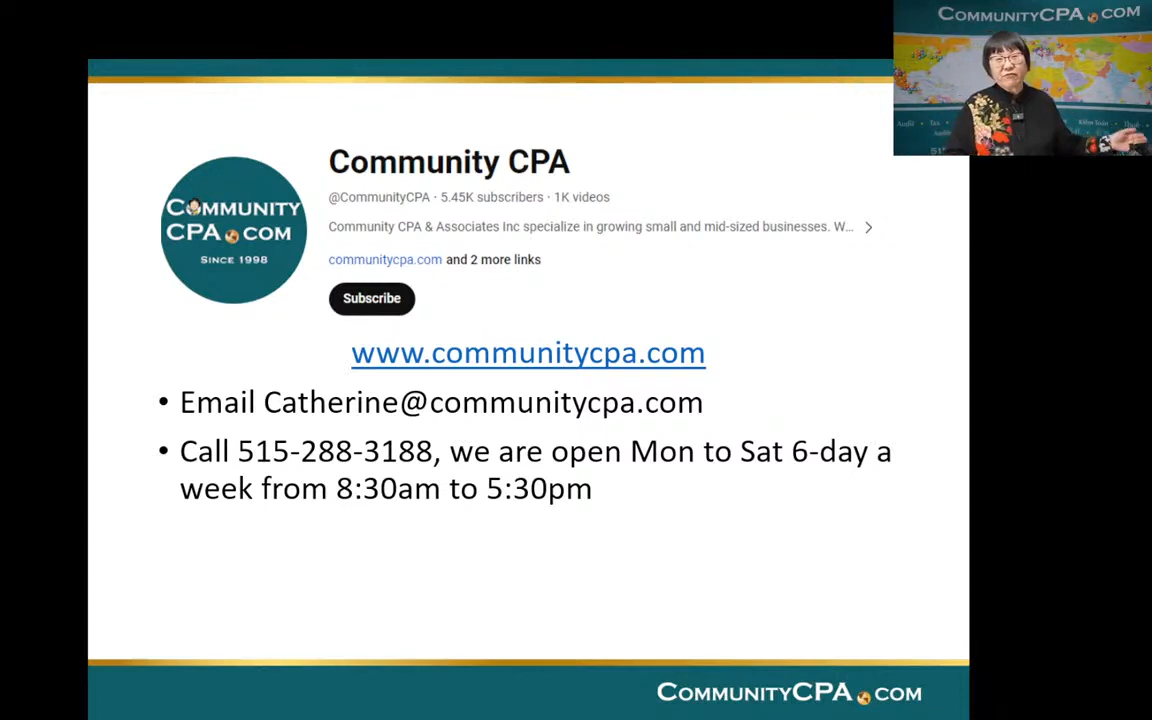 COMMUNITYCPA.COM
Community CPA
@CommunityCPA · 5.45K subscribers · 1K videos
Community CPA & Associates Inc specialize in growing small and mid-sized businesses. W...
communitycpa.com and 2 more links
Subscribe
COMMUNITY
CPA.COM
SINCE 1998
www.communitycpa.com
• Email Catherine@communitycpa.com
• Call 515-288-3188, we are open Mon to Sat 6-day a
week from 8:30am to 5:30pm
COMMUNITYCPA.COM